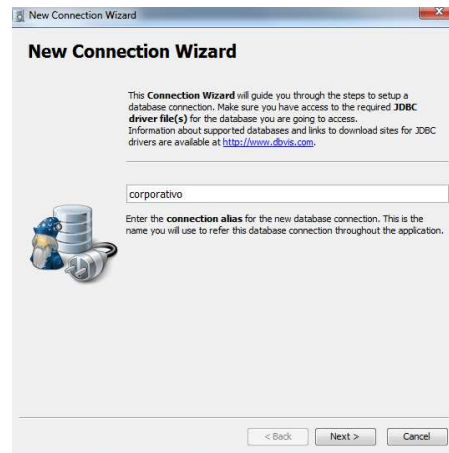 New Connection Wizard
New Connection Wizard
This Connection Wizard will guide you through the steps to setup a
database connection. Make sure you have access to the required JDBC
driver file(s) for the database you are going to access.
Information about supported databases and links to download sites for JDBC
drivers are available at http://www.dbvis.com.
corporativo
Enter the connection alias for the new database connection. This is the
name you will use to refer this database connection throughout the application.
< Back
Next >
Cancel